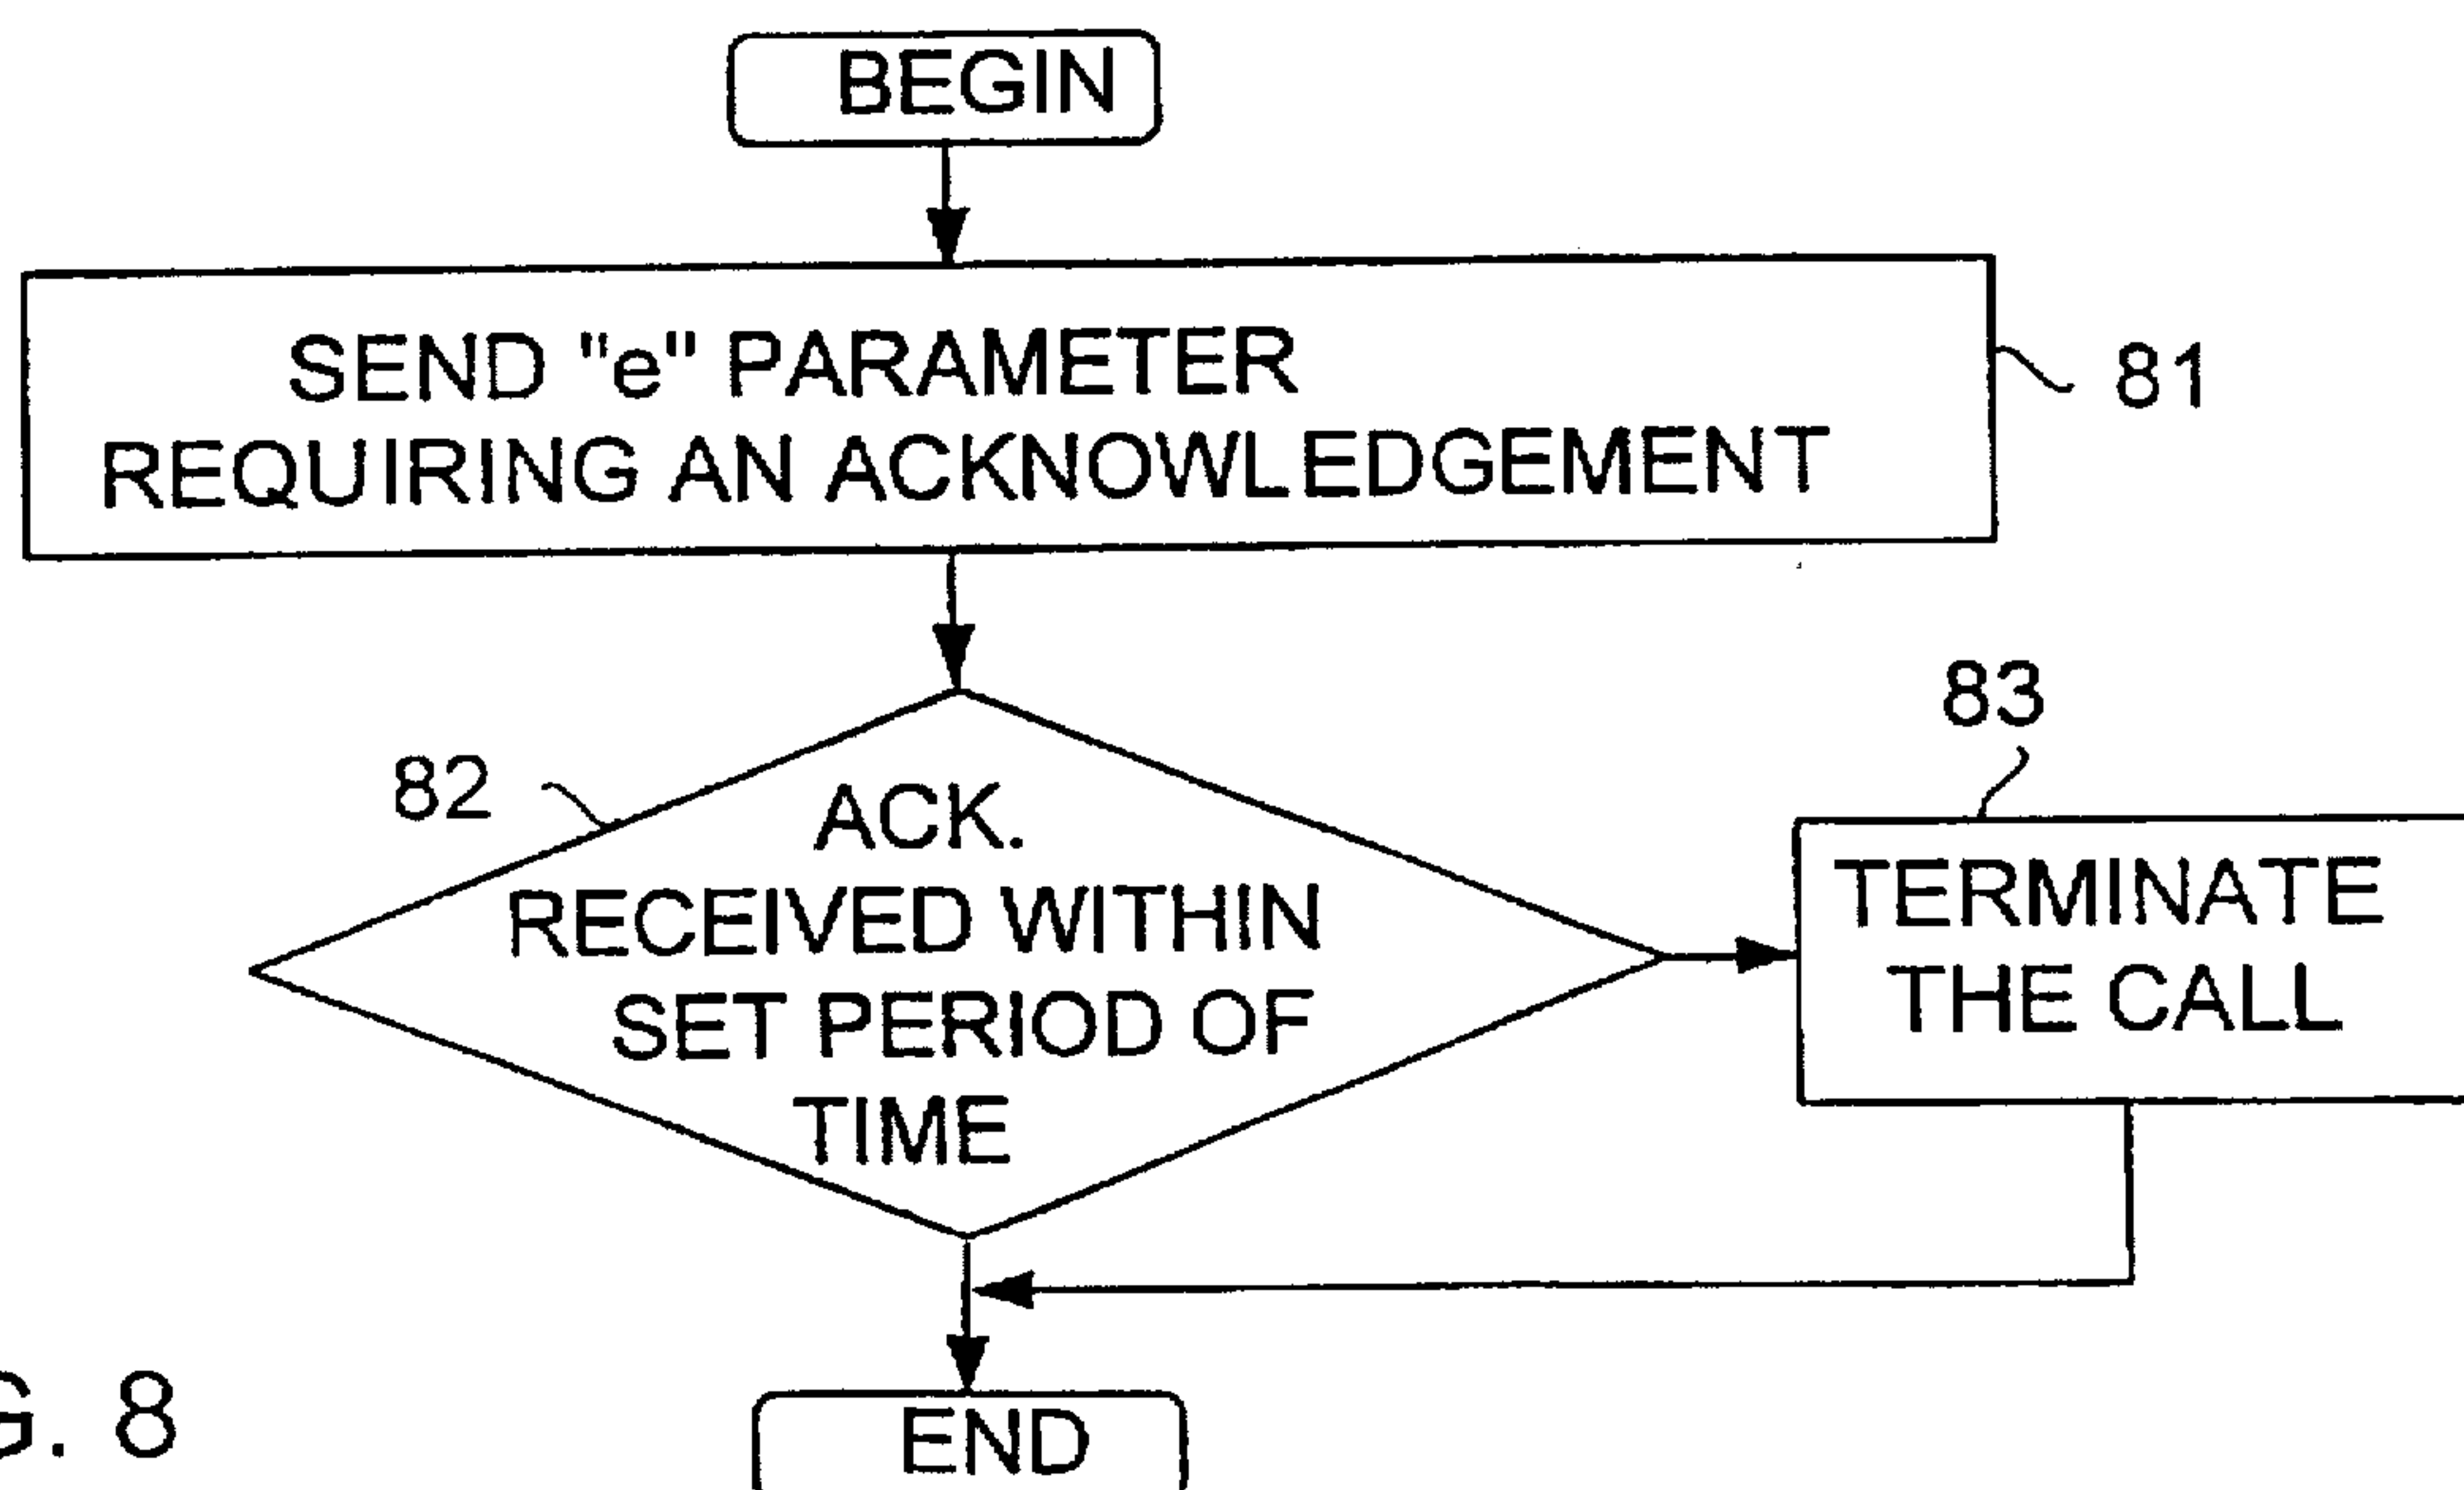 BEGIN
SEND "e" PARAMETER
REQUIRING AN ACKNOWLEDGEMENT
81
82
ACK.
RECEIVED WITHIN
SET PERIOD OF
TIME
83
TERMINATE
THE CALL
G. 8
END